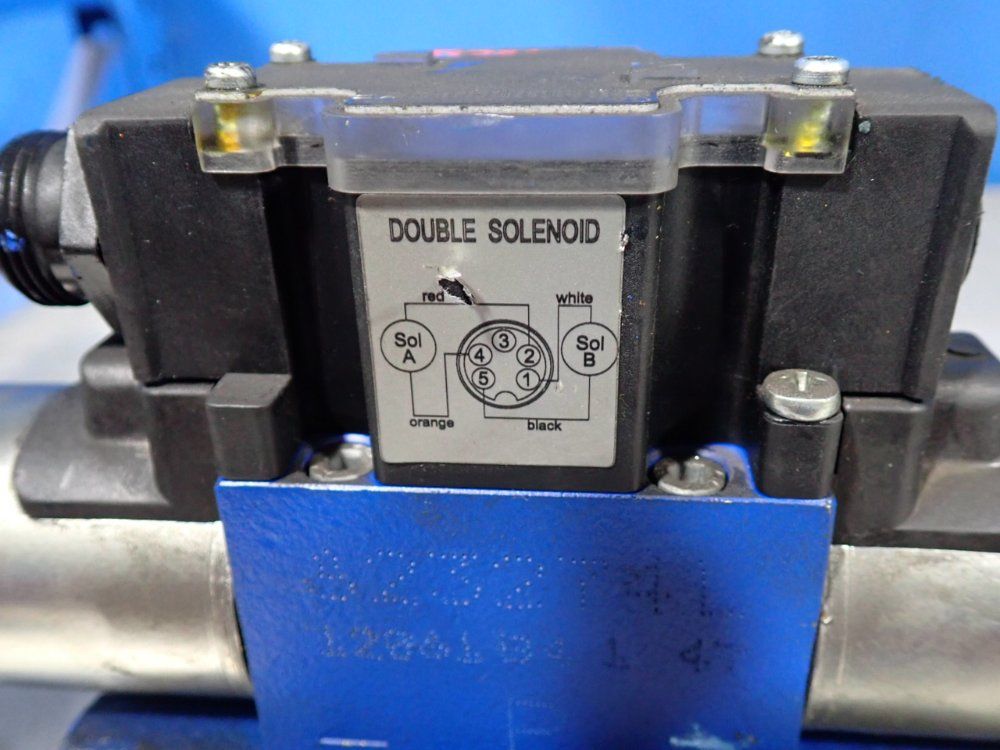 DOUBLE SOLENOID
red
white
Sol
A
3
4
2
5
1
Sol
B
orange
black